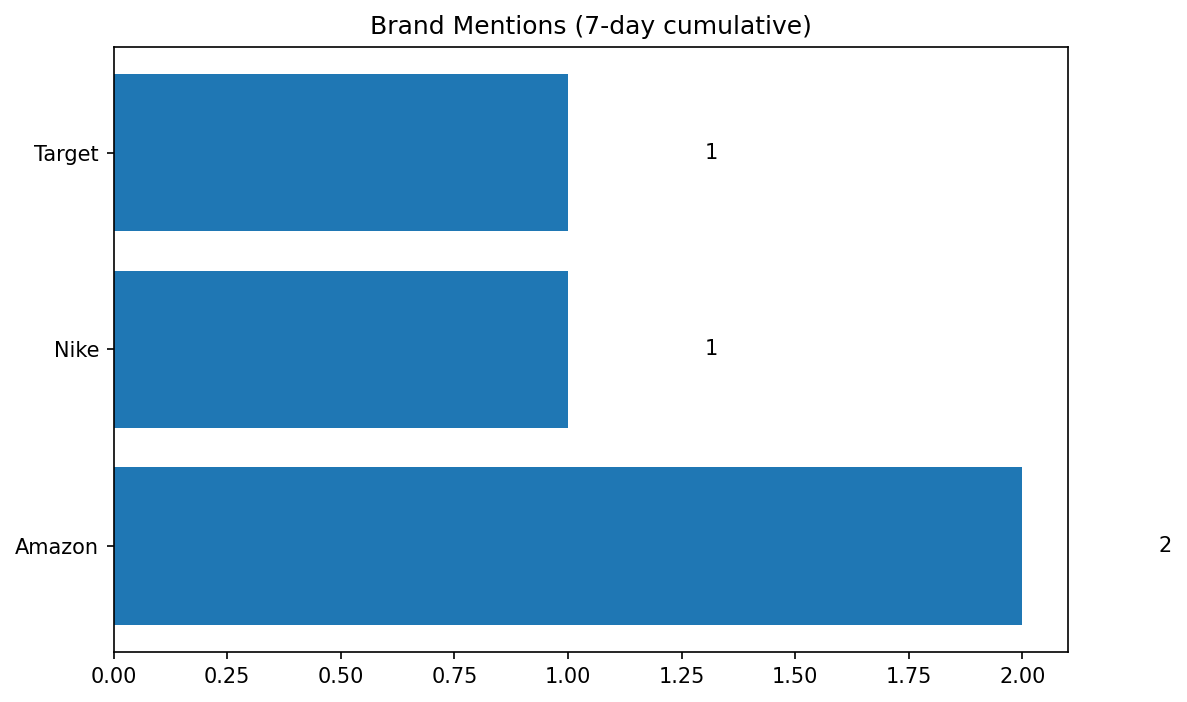 Brand Mentions (7-day cumulative)
Target
1
Nike
1
Amazon
2
0.00 0.25 0.50 0.75 1.00 1.25 1.50 1.75 2.00